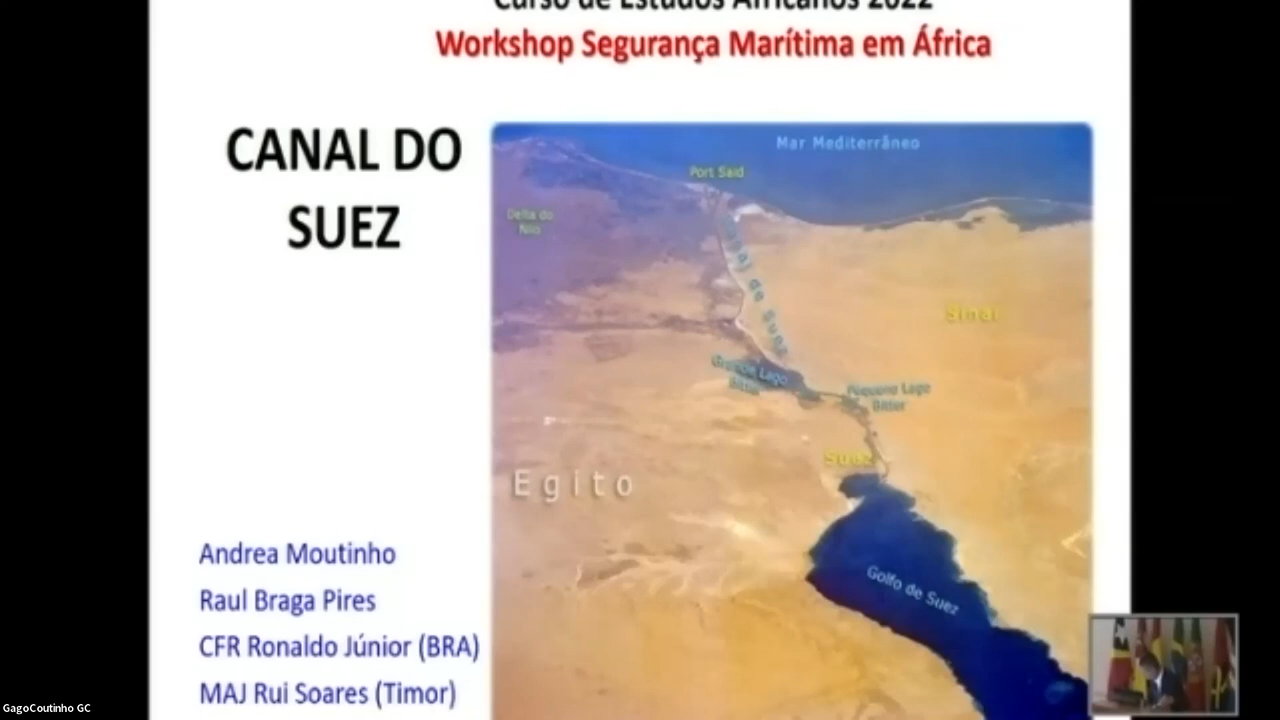 Curso de Estudos Africanos 2022
Workshop Segurança Marítima em África
CANAL DO
SUEZ
Mar Mediterrâneo
Port Said
Delta do
Nilo
Canal de Suez
Sinai
Grande Lago
Bitter
Pequeno Lago
Bitter
Suez
Egito
Golfo de Suez
Andrea Moutinho
Raul Braga Pires
CFR Ronaldo Júnior (BRA)
MAJ Rui Soares (Timor)
GagoCoutinho GC